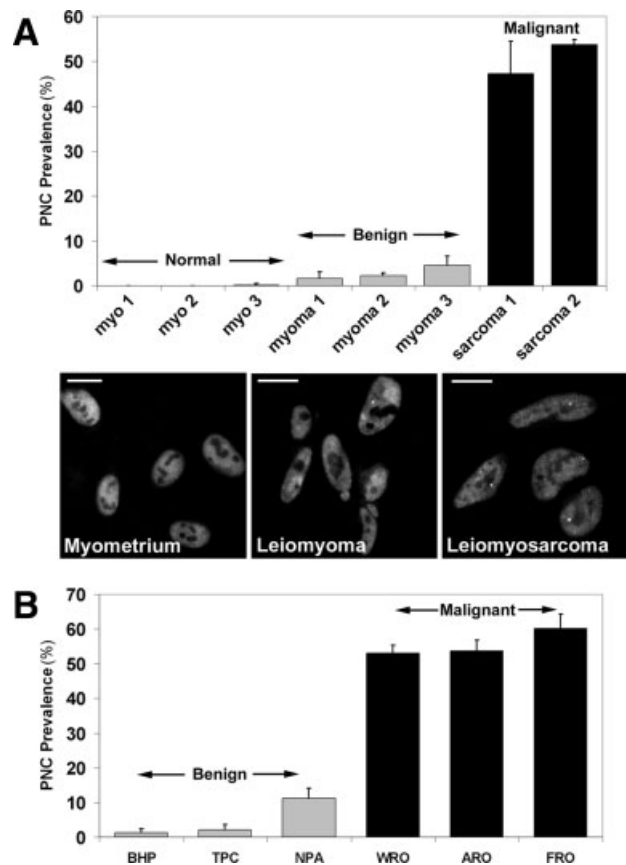 A
PNC Prevalence (%)
60
50
40
30
20
10
0
Normal
Benign
Malignant
myo 1
myo 2
myo 3
myoma 1
myoma 2
myoma 3
sarcoma 1
sarcoma 2
Myometrium
Leiomyoma
Leiomyosarcoma
B
PNC Prevalence (%)
70
60
50
40
30
20
10
0
Benign
Malignant
BHP
TPC
NPA
WRO
ARO
FRO